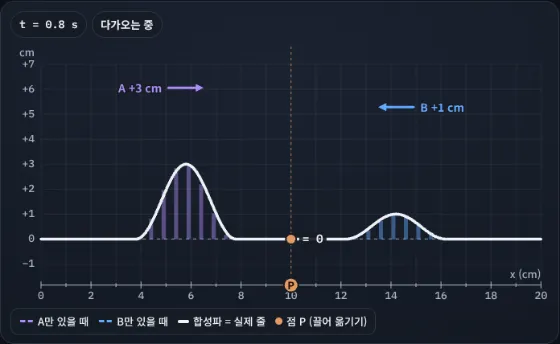 t = 0.8 s 다가오는 중
cm
+7
+6
+5
+4
+3
+2
+1
0
−1
A +3 cm
B +1 cm
= 0
x (cm)
P
0 2 4 6 8 10 12 14 16 18 20
A만 있을 때 B만 있을 때 합성파 = 실제 줄 점 P (끌어 옮기기)